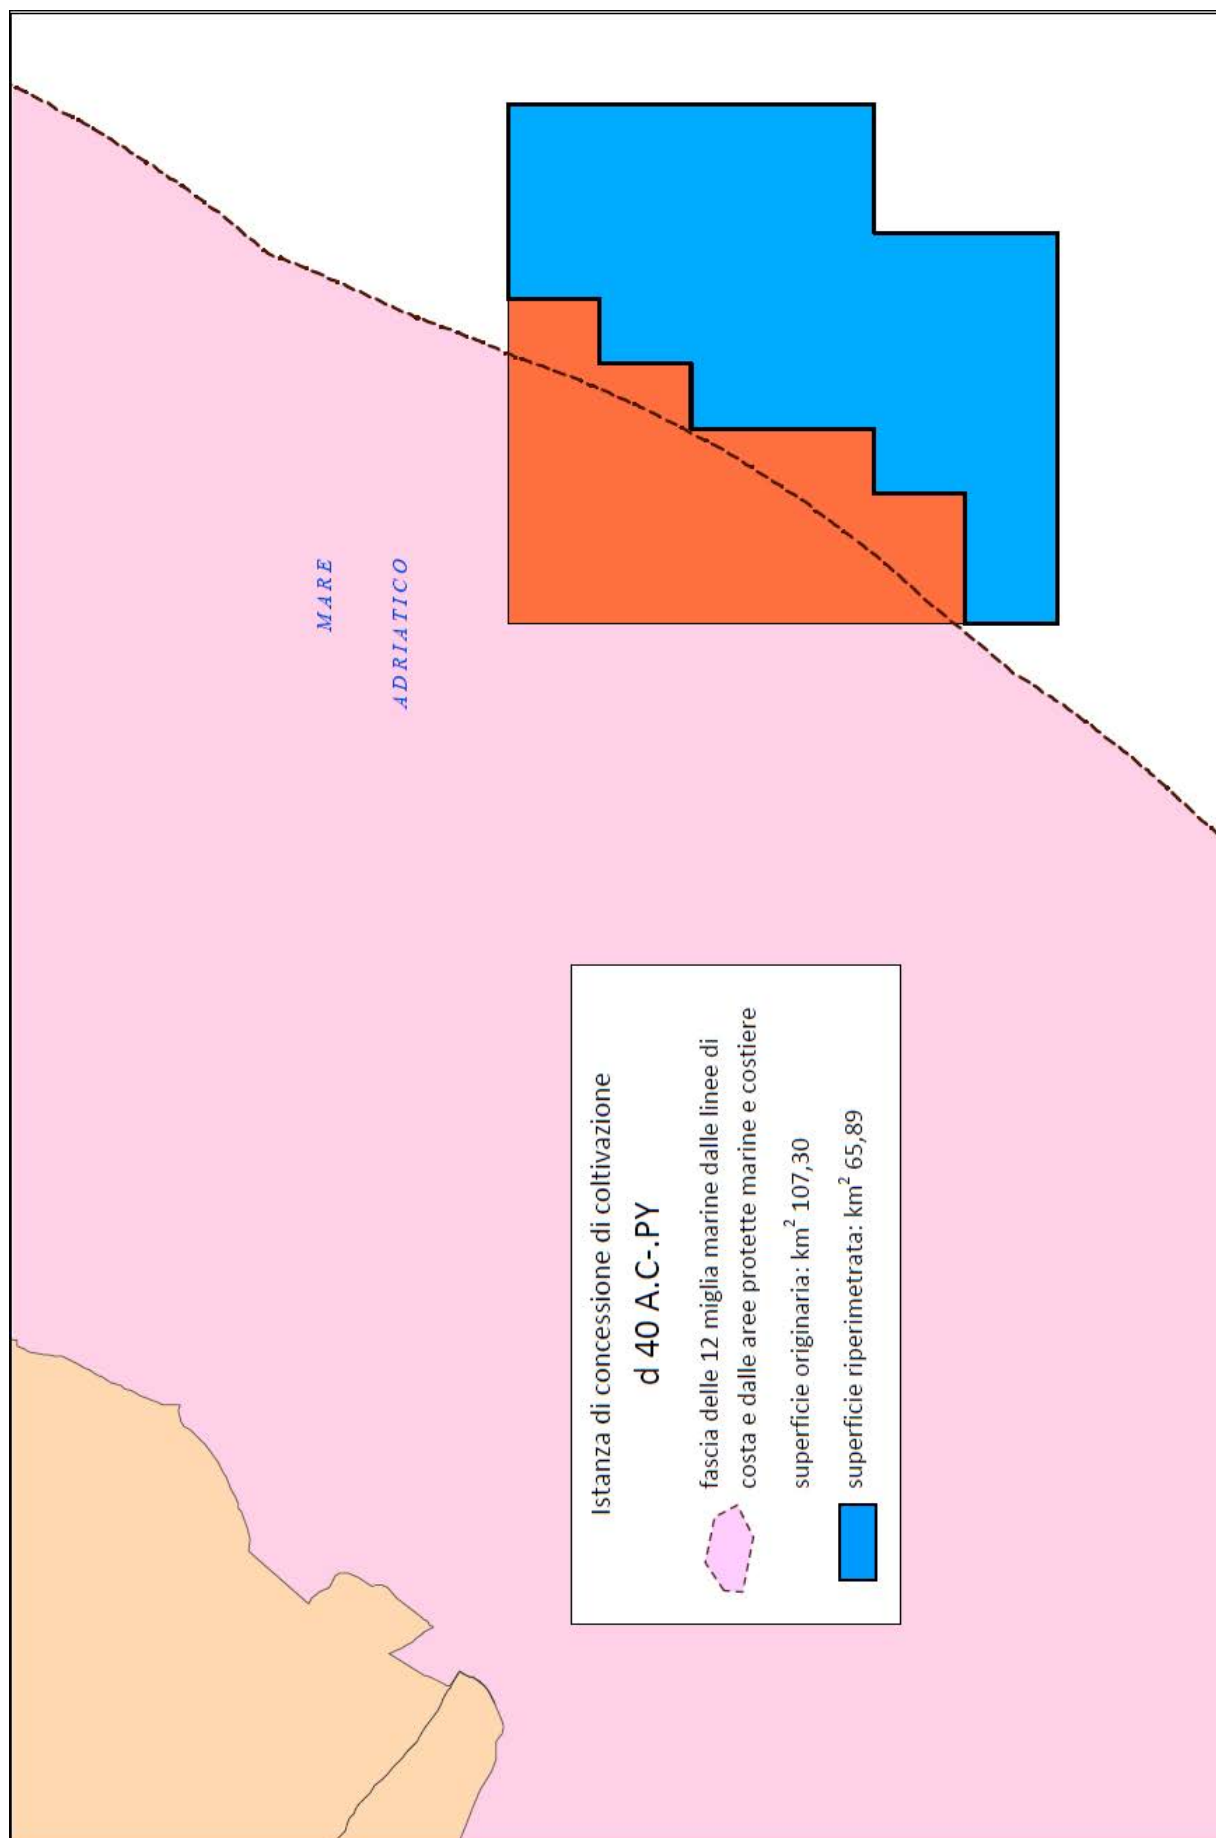 MARE
ADRIATICO
Istanza di concessione di coltivazione
d 40 A.C-.PY
fascia delle 12 miglia marine dalle linee di
costa e dalle aree protette marine e costiere
superficie originaria: km² 107,30
superficie riperimetrata: km² 65,89